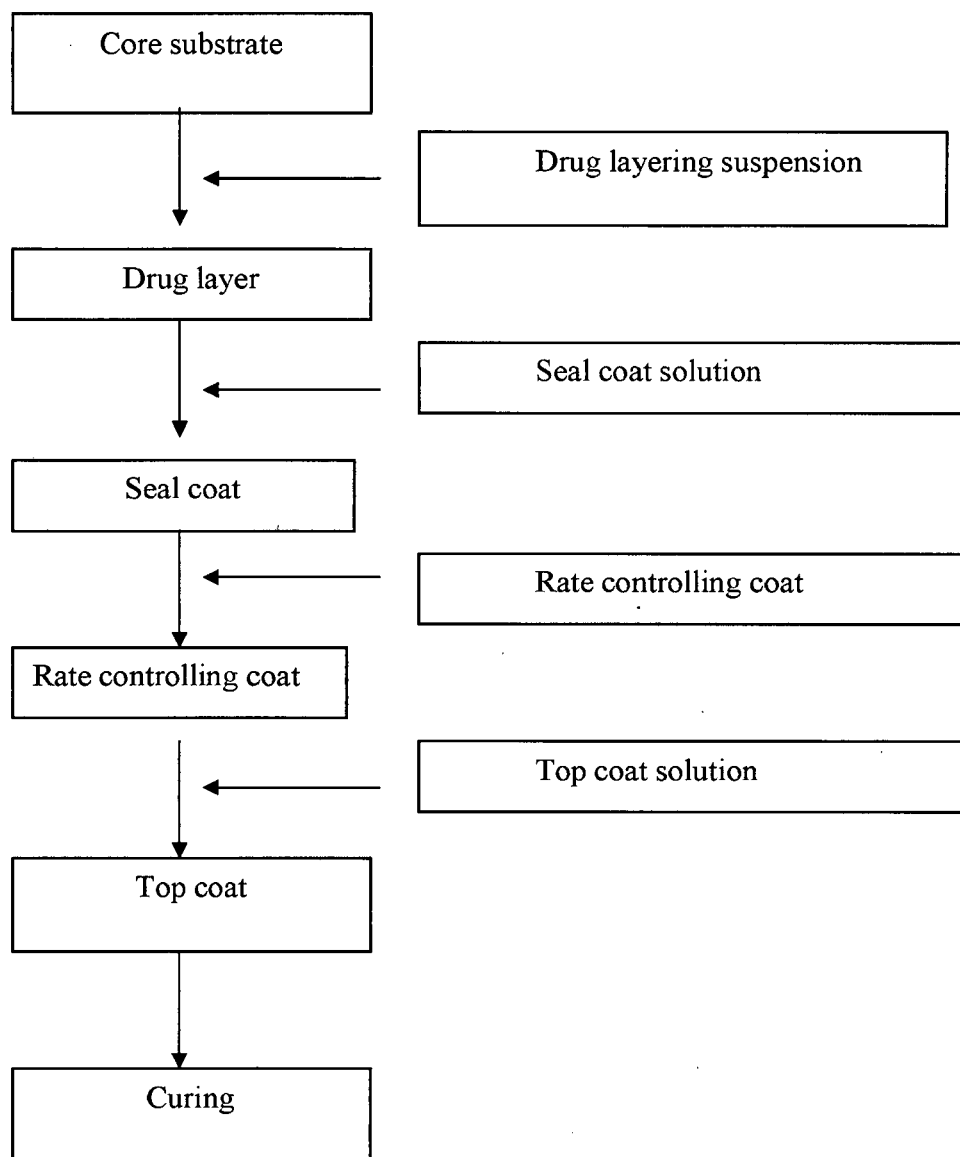 Core substrate
Drug layering suspension
Drug layer
Seal coat solution
Seal coat
Rate controlling coat
Rate controlling coat
Top coat solution
Top coat
Curing